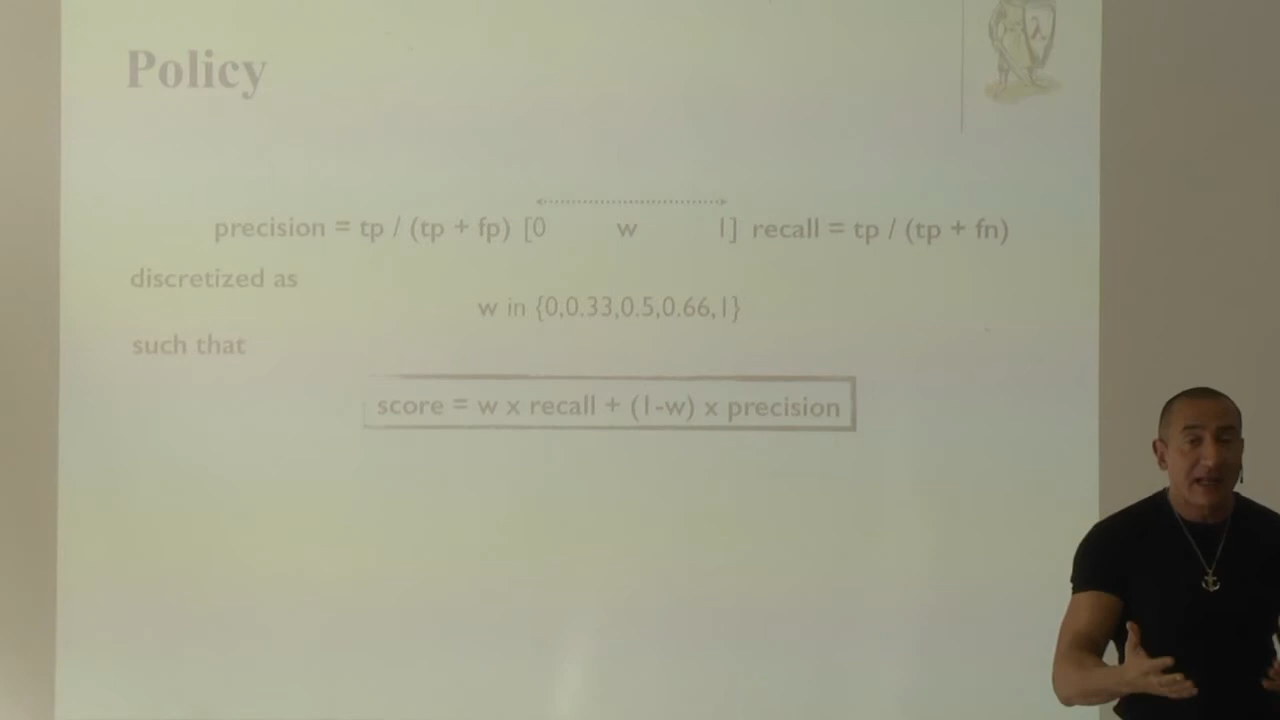 Policy
precision = tp / (tp + fp) [0 w 1] recall = tp / (tp + fn)
discretized as
w in {0,0.33,0.5,0.66,1}
such that
score = w x recall + (1-w) x precision